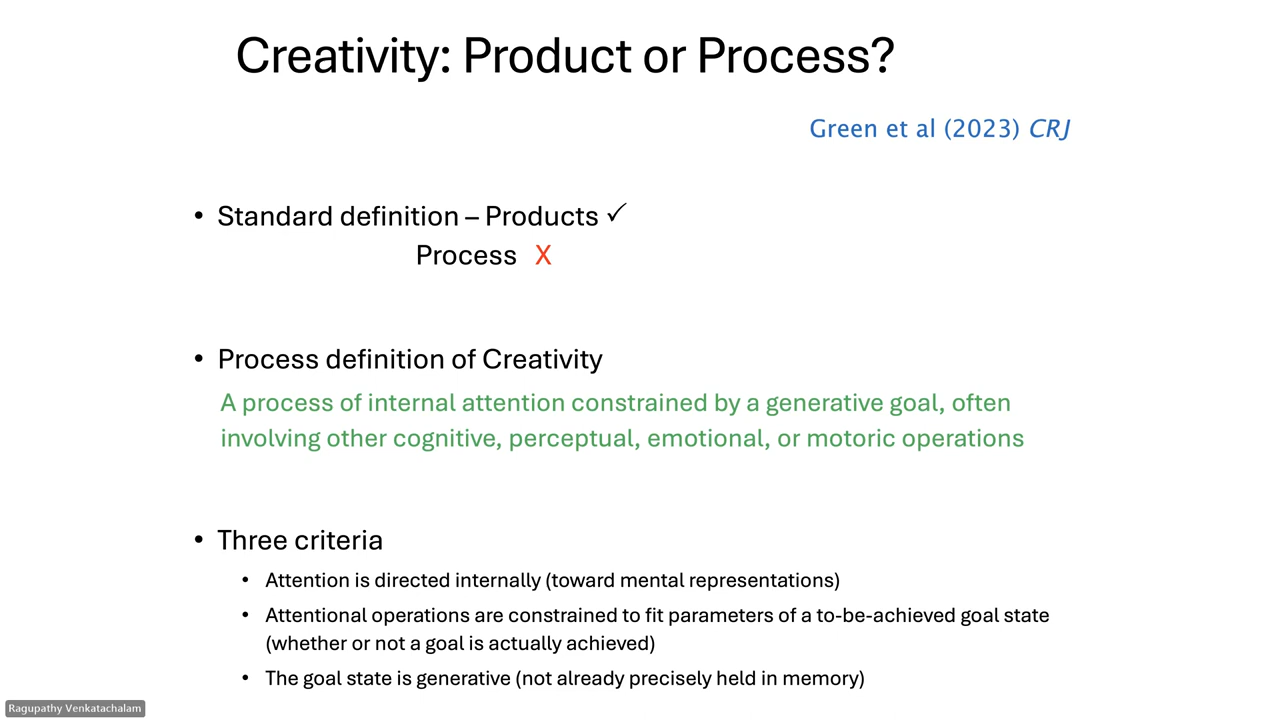 Creativity: Product or Process?
Green et al (2023) CRJ
• Standard definition – Products ✓
Process X
• Process definition of Creativity
A process of internal attention constrained by a generative goal, often
involving other cognitive, perceptual, emotional, or motoric operations
• Three criteria
• Attention is directed internally (toward mental representations)
• Attentional operations are constrained to fit parameters of a to-be-achieved goal state
(whether or not a goal is actually achieved)
• The goal state is generative (not already precisely held in memory)
Ragupathy Venkatachalam